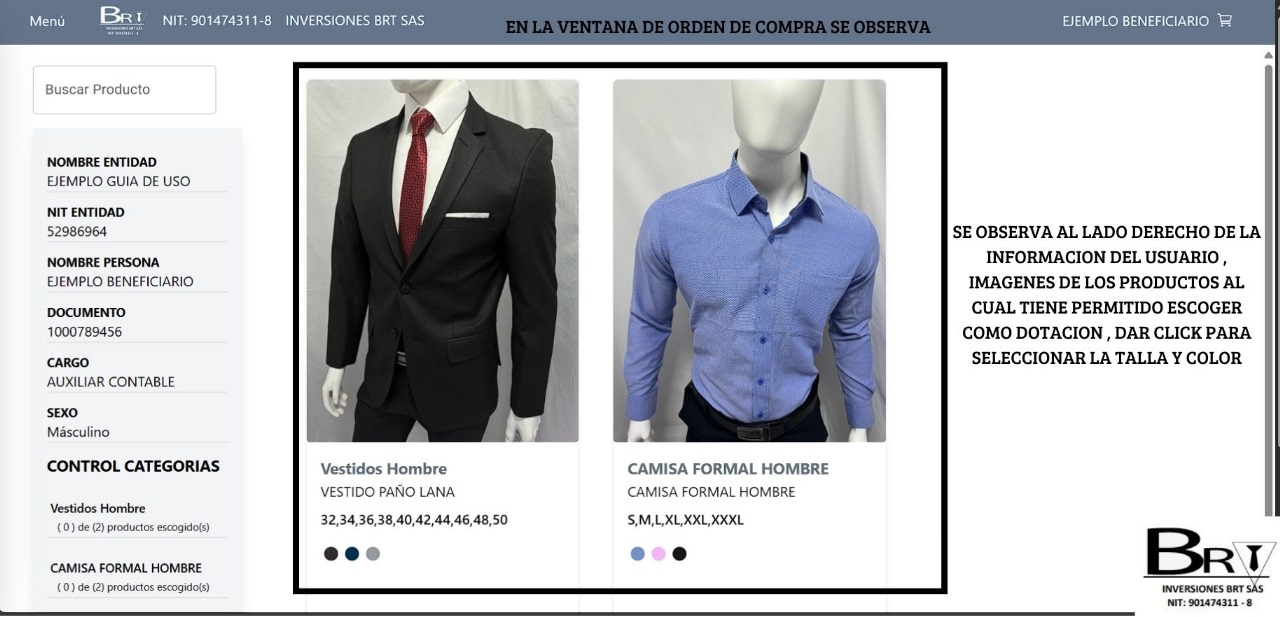 Menú
BRT
INVERSIONES BRT SAS
NIT: 901474311-8
INVERSIONES BRT SAS
EN LA VENTANA DE ORDEN DE COMPRA SE OBSERVA
EJEMPLO BENEFICIARIO
Buscar Producto
NOMBRE ENTIDAD
EJEMPLO GUIA DE USO
NIT ENTIDAD
52986964
NOMBRE PERSONA
EJEMPLO BENEFICIARIO
DOCUMENTO
1000789456
CARGO
AUXILIAR CONTABLE
SEXO
Másculino
CONTROL CATEGORIAS
Vestidos Hombre
( 0 ) de (2) productos escogido(s)
CAMISA FORMAL HOMBRE
( 0 ) de (2) productos escogido(s)
Vestidos Hombre
VESTIDO PAÑO LANA
32,34,36,38,40,42,44,46,48,50
CAMISA FORMAL HOMBRE
CAMISA FORMAL HOMBRE
S,M,L,XL,XXL,XXXL
SE OBSERVA AL LADO DERECHO DE LA
INFORMACION DEL USUARIO ,
IMAGENES DE LOS PRODUCTOS AL
CUAL TIENE PERMITIDO ESCOGER
COMO DOTACION , DAR CLICK PARA
SELECCIONAR LA TALLA Y COLOR
BRT
INVERSIONES BRT SAS
NIT: 901474311 - 8